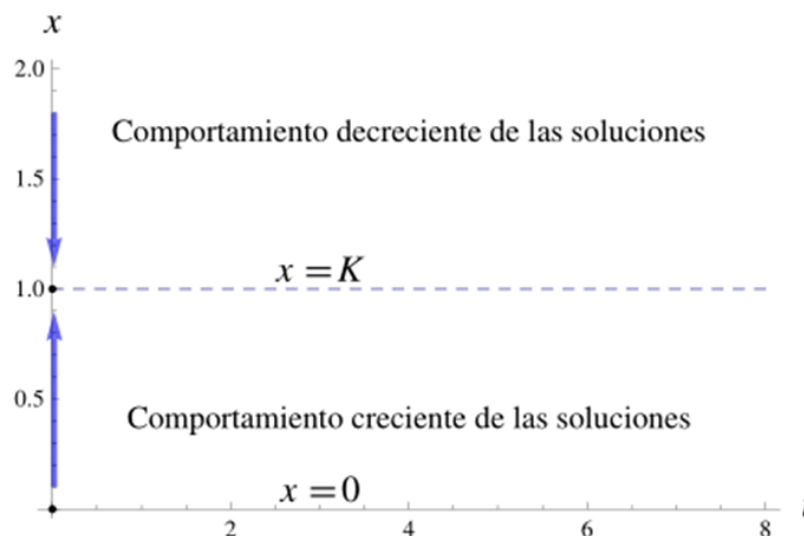 x
2.0
Comportamiento decreciente de las soluciones
1.5
x = K
1.0
0.5
Comportamiento creciente de las soluciones
x = 0
2 4 6 8